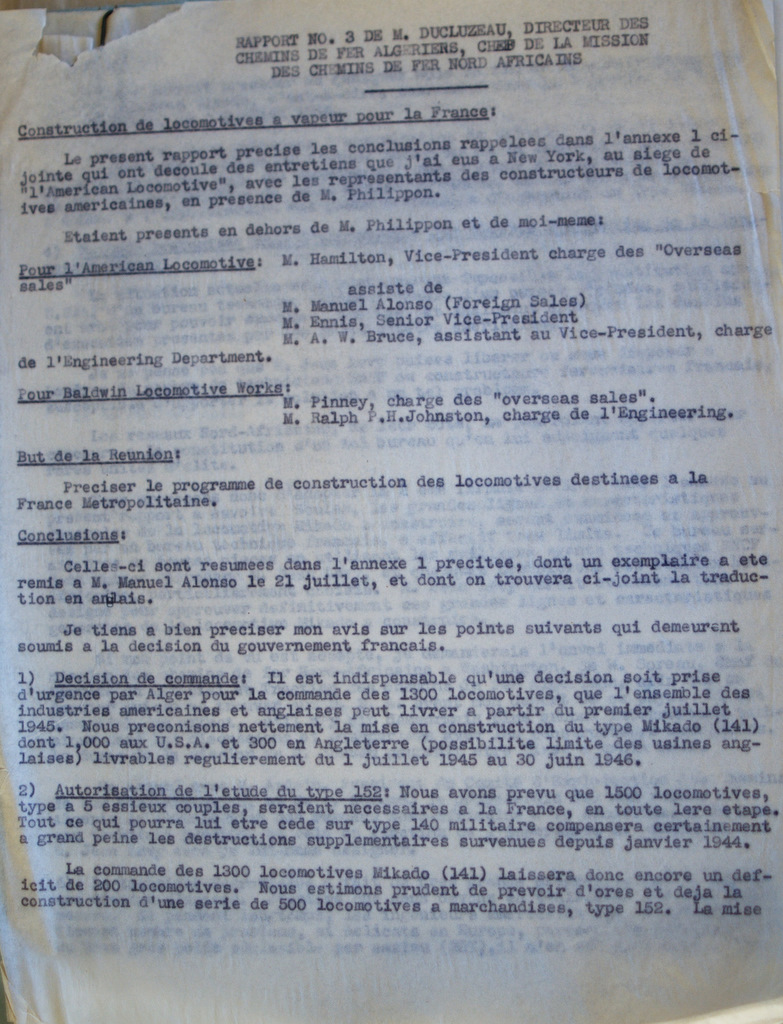 RAPPORT NO. 3 DE M. DUCLUZEAU, DIRECTEUR DES
CHEMINS DE FER ALGERIENS, CHEF DE LA MISSION
DES CHEMINS DE FER NORD AFRICAINS
Construction de locomotives a vapeur pour la France:
Le present rapport precise les conclusions rappelees dans l'annexe 1 ci-
jointe qui ont decoule des entretiens que j'ai eus a New York, au siege de
"l'American Locomotive", avec les representants des constructeurs de locomot-
ives americaines, en presence de M. Philippon.
Etaient presents en dehors de M. Philippon et de moi-meme:
Pour l'American Locomotive: M. Hamilton, Vice-President charge des "Overseas
sales"
assiste de
M. Manuel Alonso (Foreign Sales)
M. Ennis, Senior Vice-President
M. A. W. Bruce, assistant au Vice-President, charge
de l'Engineering Department.
Pour Baldwin Locomotive Works:
M. Pinney, charge des "overseas sales".
M. Ralph P.H.Johnston, charge de l'Engineering.
But de la Reunion:
Preciser le programme de construction des locomotives destinees a la
France Metropolitaine.
Conclusions:
Celles-ci sont resumees dans l'annexe 1 precitee, dont un exemplaire a ete
remis a M. Manuel Alonso le 21 juillet, et dont on trouvera ci-joint la traduc-
tion en anglais.
Je tiens a bien preciser mon avis sur les points suivants qui demeurent
soumis a la decision du gouvernement francais.
1) Decision de commande: Il est indispensable qu'une decision soit prise
d'urgence par Alger pour la commande des 1300 locomotives, que l'ensemble des
industries americaines et anglaises peut livrer a partir du premier juillet
1945. Nous preconisons nettement la mise en construction du type Mikado (141)
dont 1,000 aux U.S.A. et 300 en Angleterre (possibilite limite des usines ang-
laises) livrables regulierement du 1 juillet 1945 au 30 juin 1946.
2) Autorisation de l'etude du type 152: Nous avons prevu que 1500 locomotives,
type a 5 essieux couples, seraient necessaires a la France, en toute 1ere etape.
Tout ce qui pourra lui etre cede sur type 140 militaire compensera certainement
a grand peine les destructions supplementaires survenues depuis janvier 1944.
La commande des 1300 locomotives Mikado (141) laissera donc encore un def-
icit de 200 locomotives. Nous estimons prudent de prevoir d'ores et deja la
construction d'une serie de 500 locomotives a marchandises, type 152. La mise